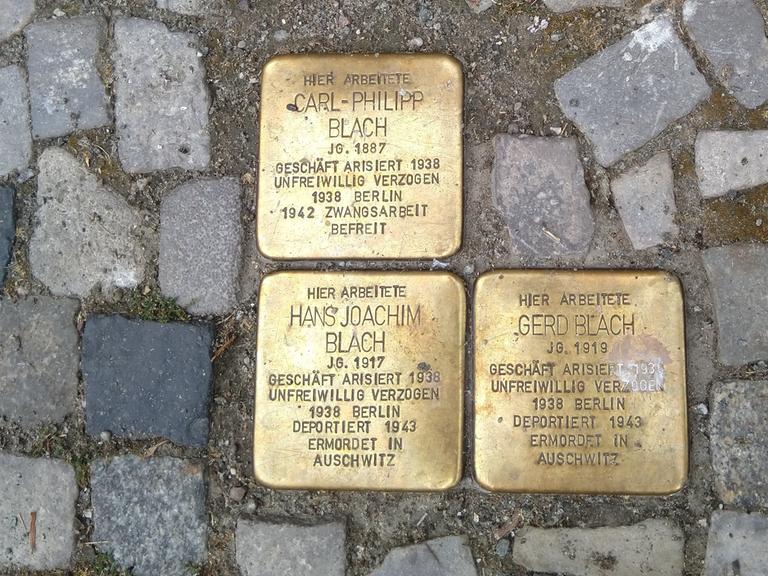 HIER ARBEITETE
CARL-PHILIPP
BLACH
JG. 1887
GESCHÄFT ARISIERT 1938
UNFREIWILLIG VERZOGEN
1938 BERLIN
1942 ZWANGSARBEIT
BEFREIT
HIER ARBEITETE
HANS JOACHIM
BLACH
JG. 1917
GESCHÄFT ARISIERT 1938
UNFREIWILLIG VERZOGEN
1938 BERLIN
DEPORTIERT 1943
ERMORDET IN
AUSCHWITZ
HIER ARBEITETE
GERD BLACH
JG. 1919
GESCHÄFT ARISIERT 1938
UNFREIWILLIG VERZOGEN
1938 BERLIN
DEPORTIERT 1943
ERMORDET IN
AUSCHWITZ